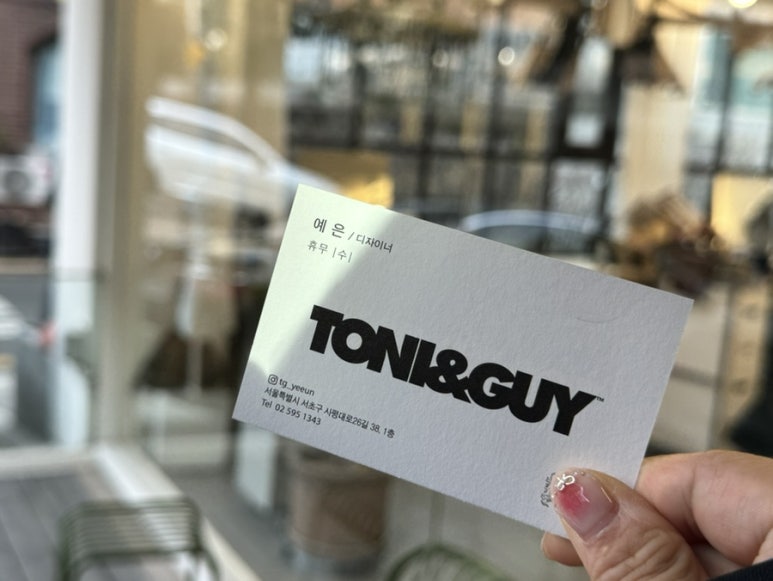 예 은 / 디자이너
휴무 |수|
TONI&GUY™
tg_yeeun
서울특별시 서초구 사평대로26길 38, 1층
Tel 02 595 1343